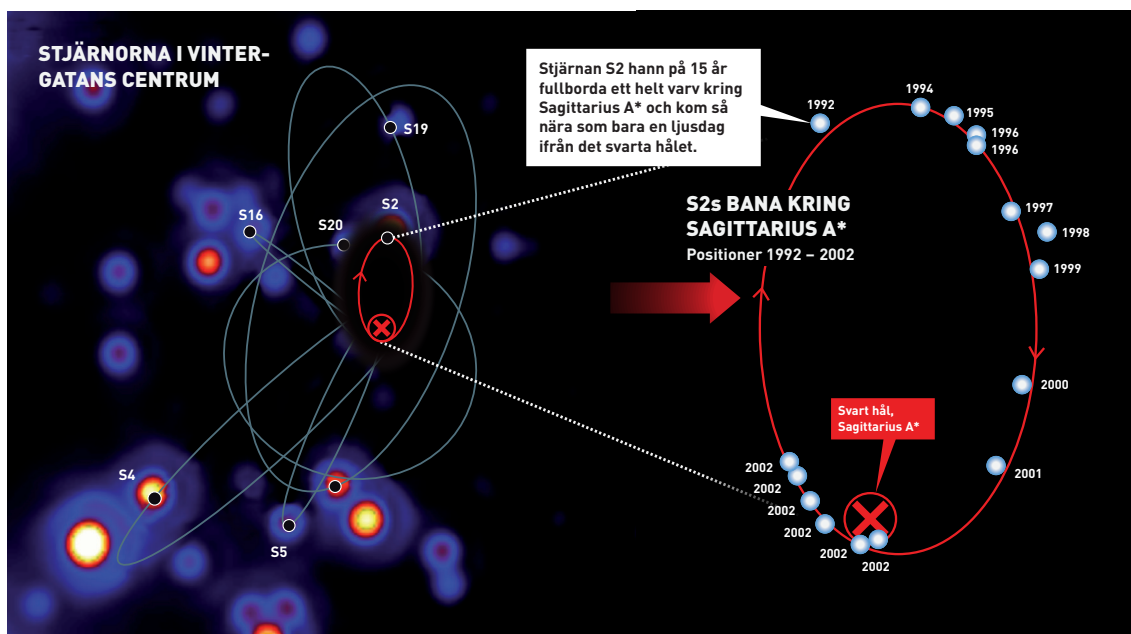 STJÄRNORNA I VINTER-
GATANS CENTRUM
S19
S16
S20
S2
S4
S5
Stjärnan S2 hann på 15 år
fullborda ett helt varv kring
Sagittarius A* och kom så
nära som bara en ljusdag
ifrån det svarta hålet.
S2s BANA KRING
SAGITTARIUS A*
Positioner 1992 – 2002
1992
1994
1995
1996
1996
1997
1998
1999
2000
2001
Svart hål,
Sagittarius A*
2002
2002
2002
2002
2002
2002